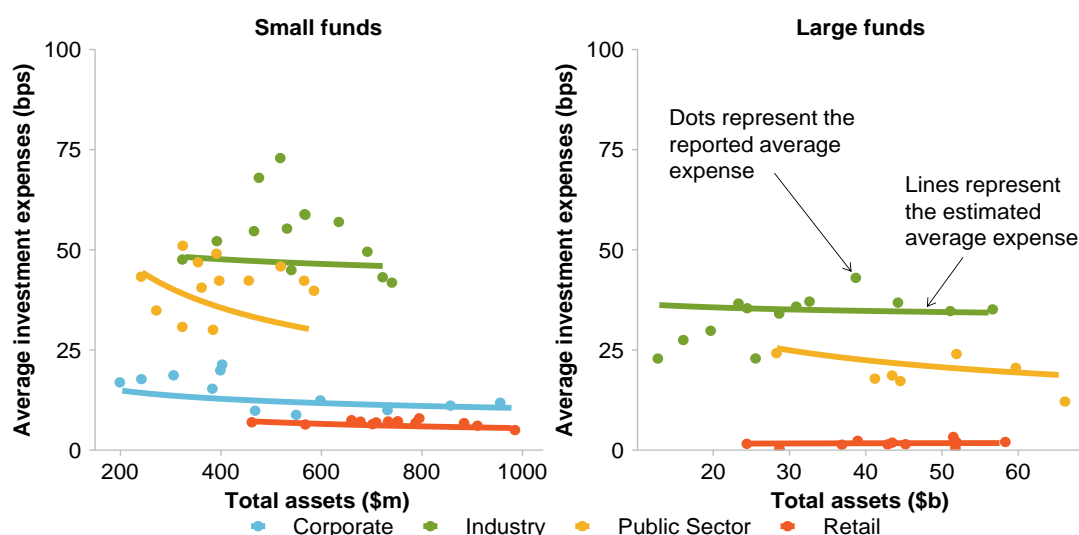 Small funds
Large funds
Average investment expenses (bps)
100
75
50
25
0
200
400
600
800
1000
Total assets ($m)
Average investment expenses (bps)
100
75
50
25
0
20
30
40
50
60
Total assets ($b)
Dots represent the
reported average
expense
Lines represent
the estimated
average expense
Corporate
Industry
Public Sector
Retail